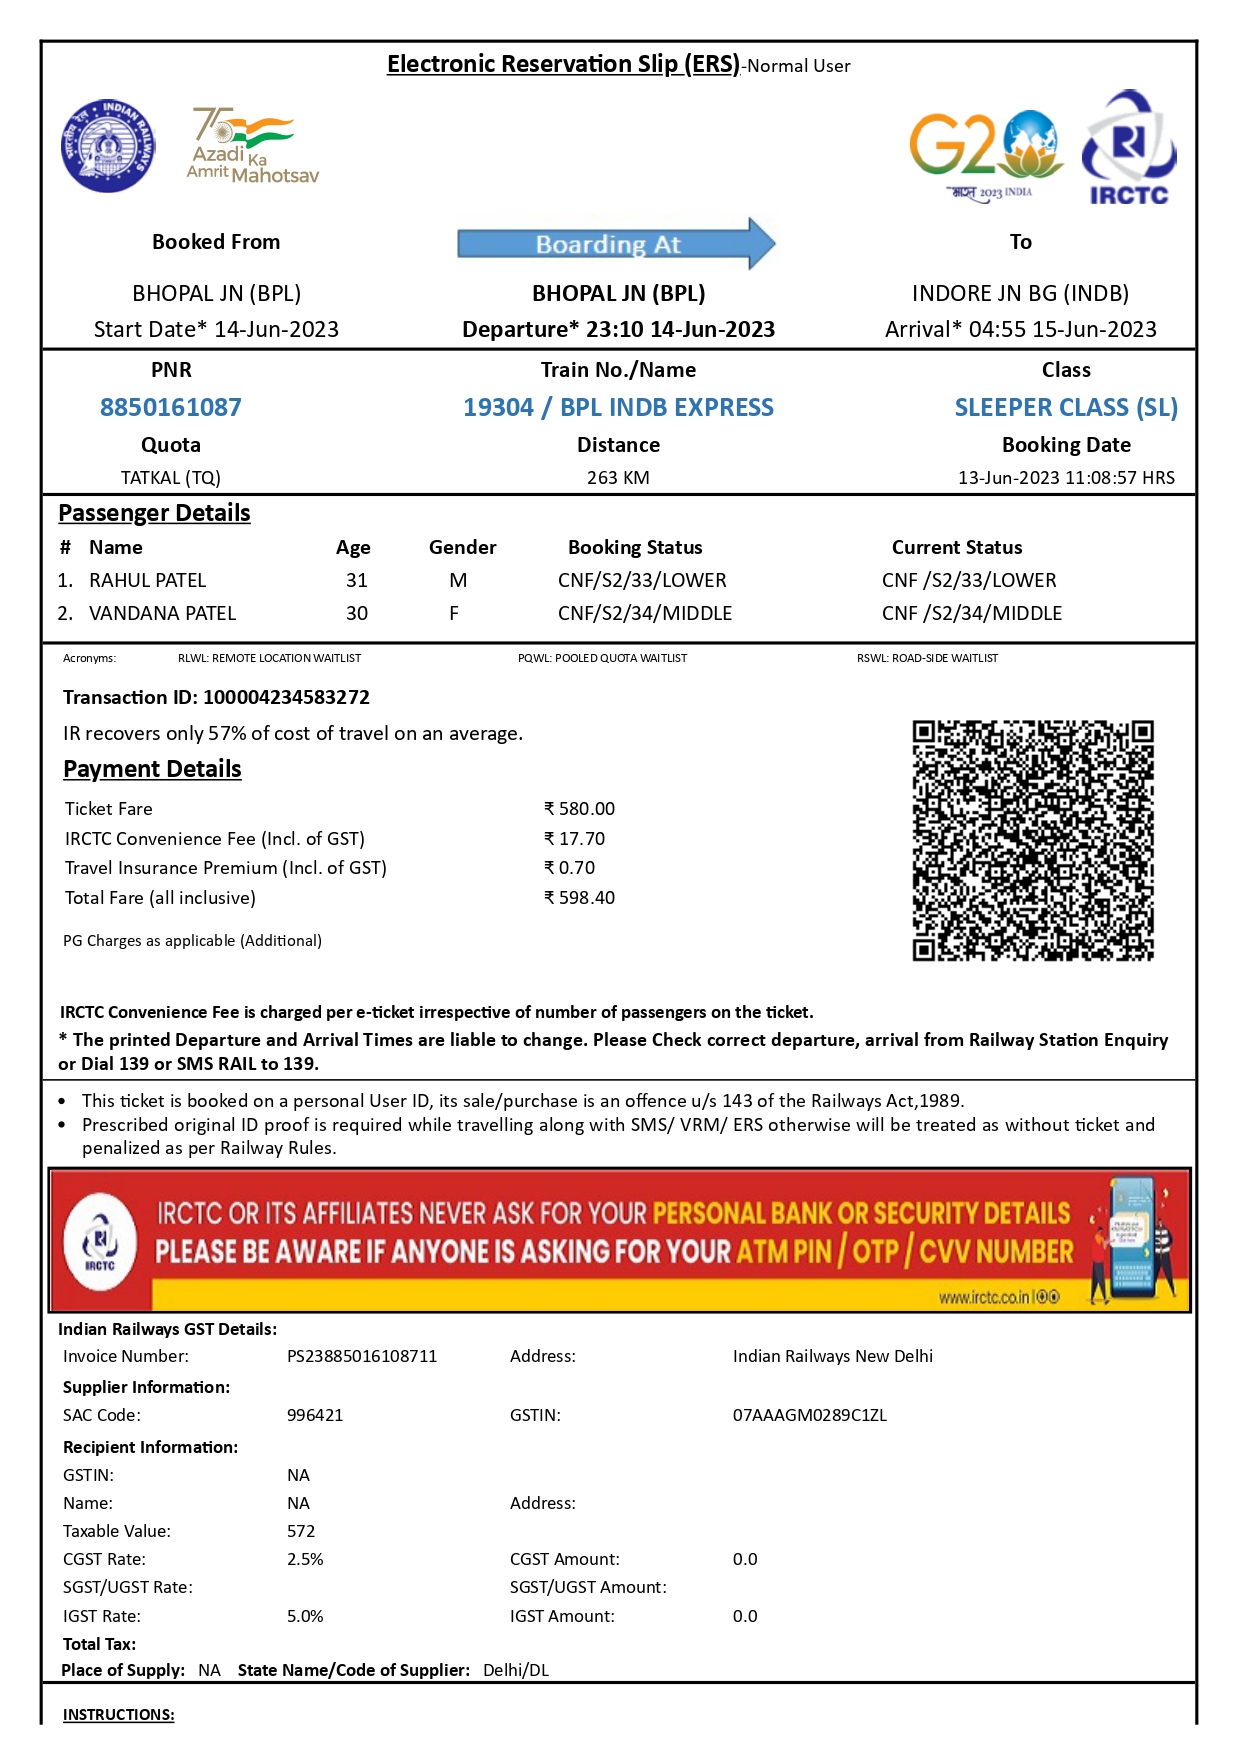 Electronic Reservation Slip (ERS)-Normal User
INDIAN RAILWAYS
भारतीय रेल
75
Azadi Ka
Amrit Mahotsav
G20
भारत 2023 INDIA
IRCTC
Booked From Boarding At To
BHOPAL JN (BPL) BHOPAL JN (BPL) INDORE JN BG (INDB)
Start Date* 14-Jun-2023 Departure* 23:10 14-Jun-2023 Arrival* 04:55 15-Jun-2023
PNR Train No./Name Class
8850161087 19304 / BPL INDB EXPRESS SLEEPER CLASS (SL)
Quota Distance Booking Date
TATKAL (TQ) 263 KM 13-Jun-2023 11:08:57 HRS
Passenger Details
# Name Age Gender Booking Status Current Status
1. RAHUL PATEL 31 M CNF/S2/33/LOWER CNF /S2/33/LOWER
2. VANDANA PATEL 30 F CNF/S2/34/MIDDLE CNF /S2/34/MIDDLE
Acronyms: RLWL: REMOTE LOCATION WAITLIST PQWL: POOLED QUOTA WAITLIST RSWL: ROAD-SIDE WAITLIST
Transaction ID: 100004234583272
IR recovers only 57% of cost of travel on an average.
Payment Details
Ticket Fare ₹ 580.00
IRCTC Convenience Fee (Incl. of GST) ₹ 17.70
Travel Insurance Premium (Incl. of GST) ₹ 0.70
Total Fare (all inclusive) ₹ 598.40
PG Charges as applicable (Additional)
IRCTC Convenience Fee is charged per e-ticket irrespective of number of passengers on the ticket.
* The printed Departure and Arrival Times are liable to change. Please Check correct departure, arrival from Railway Station Enquiry
or Dial 139 or SMS RAIL to 139.
• This ticket is booked on a personal User ID, its sale/purchase is an offence u/s 143 of the Railways Act,1989.
• Prescribed original ID proof is required while travelling along with SMS/ VRM/ ERS otherwise will be treated as without ticket and
penalized as per Railway Rules.
IRCTC OR ITS AFFILIATES NEVER ASK FOR YOUR PERSONAL BANK OR SECURITY DETAILS
PLEASE BE AWARE IF ANYONE IS ASKING FOR YOUR ATM PIN / OTP / CVV NUMBER
IRCTC
www.irctc.co.in
Indian Railways GST Details:
Invoice Number: PS23885016108711 Address: Indian Railways New Delhi
Supplier Information:
SAC Code: 996421 GSTIN: 07AAAGM0289C1ZL
Recipient Information:
GSTIN: NA
Name: NA Address:
Taxable Value: 572
CGST Rate: 2.5% CGST Amount: 0.0
SGST/UGST Rate: SGST/UGST Amount:
IGST Rate: 5.0% IGST Amount: 0.0
Total Tax:
Place of Supply: NA State Name/Code of Supplier: Delhi/DL
INSTRUCTIONS: